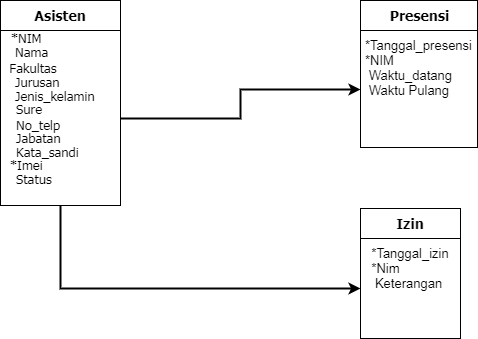 Asisten
*NIM
Nama
Fakultas
Jurusan
Jenis_kelamin
Sure
No_telp
Jabatan
Kata_sandi
*Imei
Status
Presensi
*Tanggal_presensi
*NIM
Waktu_datang
Waktu Pulang
Izin
*Tanggal_izin
*Nim
Keterangan